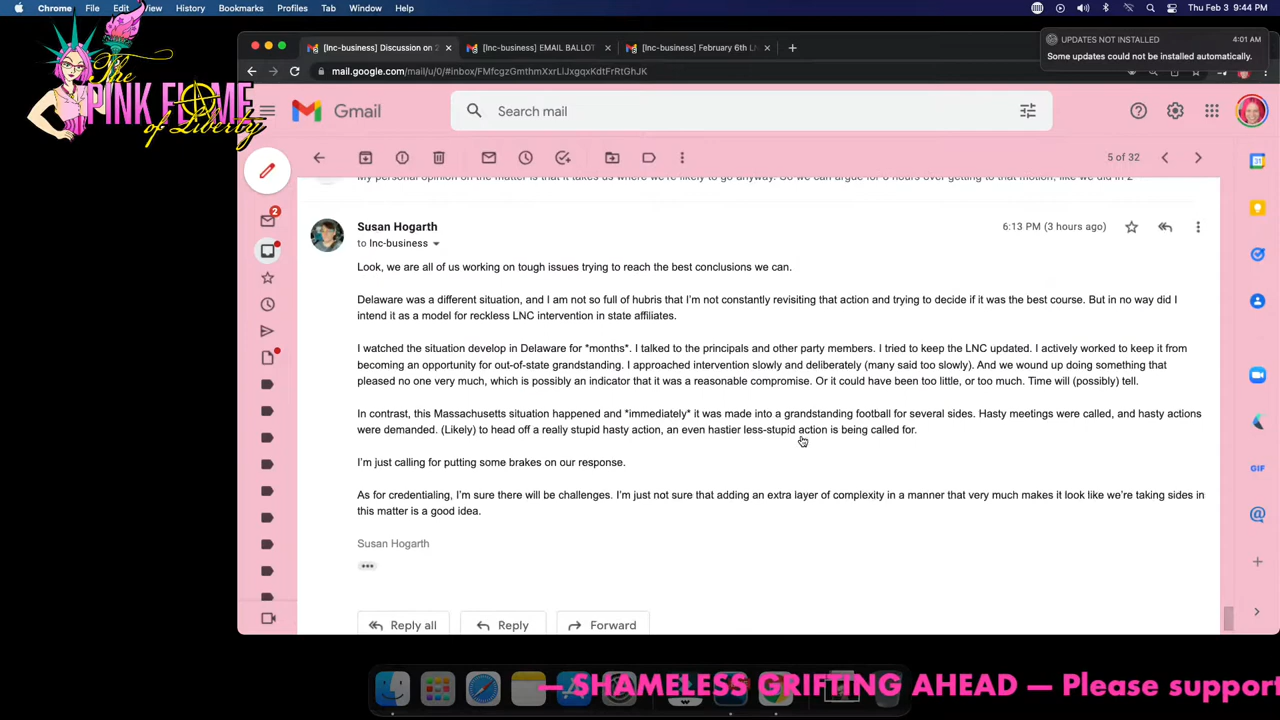 Chrome File Edit View History Bookmarks Profiles Tab Window Help Thu Feb 3 9:44 PM
The
PINK FLAME
of Liberty
[lnc-business] Discussion on 2 [lnc-business] EMAIL BALLOT [lnc-business] February 6th LN
UPDATES NOT INSTALLED 4:01 AM
Some updates could not be installed automatically.
mail.google.com/mail/u/0/#inbox/
Gmail
Search mail
5 of 32
My personal opinion on the matter is that it takes us where we're likely to go anyway. So we can argue for 3 hours over getting to that motion, like we did in 2
2
Susan Hogarth 6:13 PM (3 hours ago)
to lnc-business
Look, we are all of us working on tough issues trying to reach the best conclusions we can.
Delaware was a different situation, and I am not so full of hubris that I'm not constantly revisiting that action and trying to decide if it was the best course. But in no way did I
intend it as a model for reckless LNC intervention in state affiliates.
I watched the situation develop in Delaware for *months*. I talked to the principals and other party members. I tried to keep the LNC updated. I actively worked to keep it from
becoming an opportunity for out-of-state grandstanding. I approached intervention slowly and deliberately (many said too slowly). And we wound up doing something that
pleased no one very much, which is possibly an indicator that it was a reasonable compromise. Or it could have been too little, or too much. Time will (possibly) tell.
In contrast, this Massachusetts situation happened and *immediately* it was made into a grandstanding football for several sides. Hasty meetings were called, and hasty actions
were demanded. (Likely) to head off a really stupid hasty action, an even hastier less-stupid action is being called for.
I'm just calling for putting some brakes on our response.
As for credentialing, I'm sure there will be challenges. I'm just not sure that adding an extra layer of complexity in a manner that very much makes it look like we're taking sides in
this matter is a good idea.
Susan Hogarth
Reply all Reply Forward
GIF
— SHAMELESS GRIFTING AHEAD — Please support